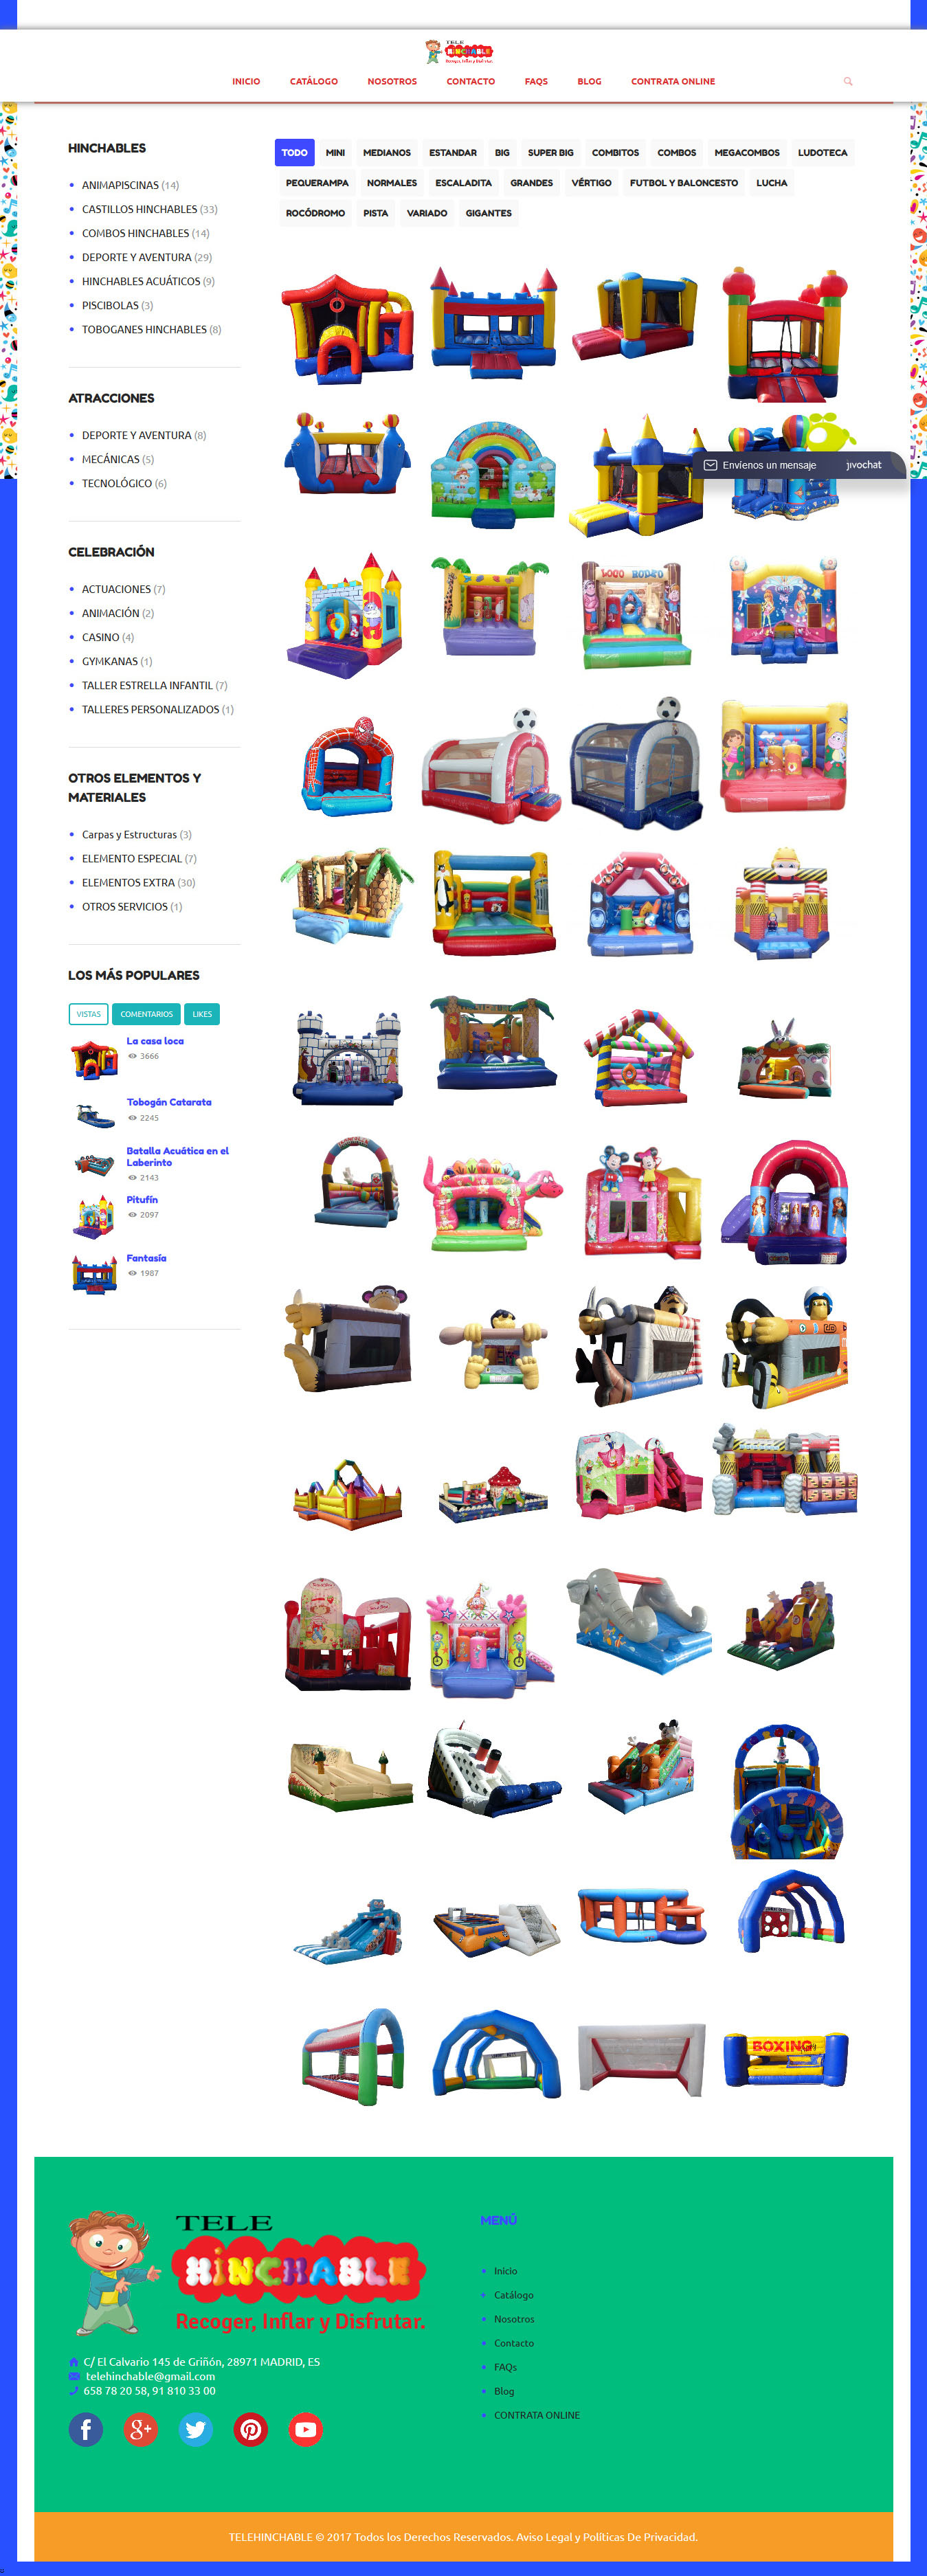 TELE
HINCHABLE
Recoger, Inflar y Disfrutar.
INICIO CATÁLOGO NOSOTROS CONTACTO FAQS BLOG CONTRATA ONLINE
HINCHABLES
ANIMAPISCINAS (14)
CASTILLOS HINCHABLES (33)
COMBOS HINCHABLES (14)
DEPORTE Y AVENTURA (29)
HINCHABLES ACUÁTICOS (9)
PISCIBOLAS (3)
TOBOGANES HINCHABLES (8)
ATRACCIONES
DEPORTE Y AVENTURA (8)
MECÁNICAS (5)
TECNOLÓGICO (6)
CELEBRACIÓN
ACTUACIONES (7)
ANIMACIÓN (2)
CASINO (4)
GYMKANAS (1)
TALLER ESTRELLA INFANTIL (7)
TALLERES PERSONALIZADOS (1)
OTROS ELEMENTOS Y
MATERIALES
Carpas y Estructuras (3)
ELEMENTO ESPECIAL (7)
ELEMENTOS EXTRA (30)
OTROS SERVICIOS (1)
LOS MÁS POPULARES
VISTAS COMENTARIOS LIKES
La casa loca
3666
Tobogán Catarata
2245
Batalla Acuática en el
Laberinto
2143
Pitufín
2097
Fantasía
1987
TODO MINI MEDIANOS ESTANDAR BIG SUPER BIG COMBITOS COMBOS MEGACOMBOS LUDOTECA
PEQUERAMPA NORMALES ESCALADITA GRANDES VÉRTIGO FUTBOL Y BALONCESTO LUCHA
ROCÓDROMO PISTA VARIADO GIGANTES
Envíenos un mensaje jivochat
BOXING
TELE
HINCHABLE
Recoger, Inflar y Disfrutar.
C/ El Calvario 145 de Griñón, 28971 MADRID, ES
telehinchable@gmail.com
658 78 20 58, 91 810 33 00
MENÚ
Inicio
Catálogo
Nosotros
Contacto
FAQs
Blog
CONTRATA ONLINE
TELEHINCHABLE © 2017 Todos los Derechos Reservados. Aviso Legal y Políticas De Privacidad.